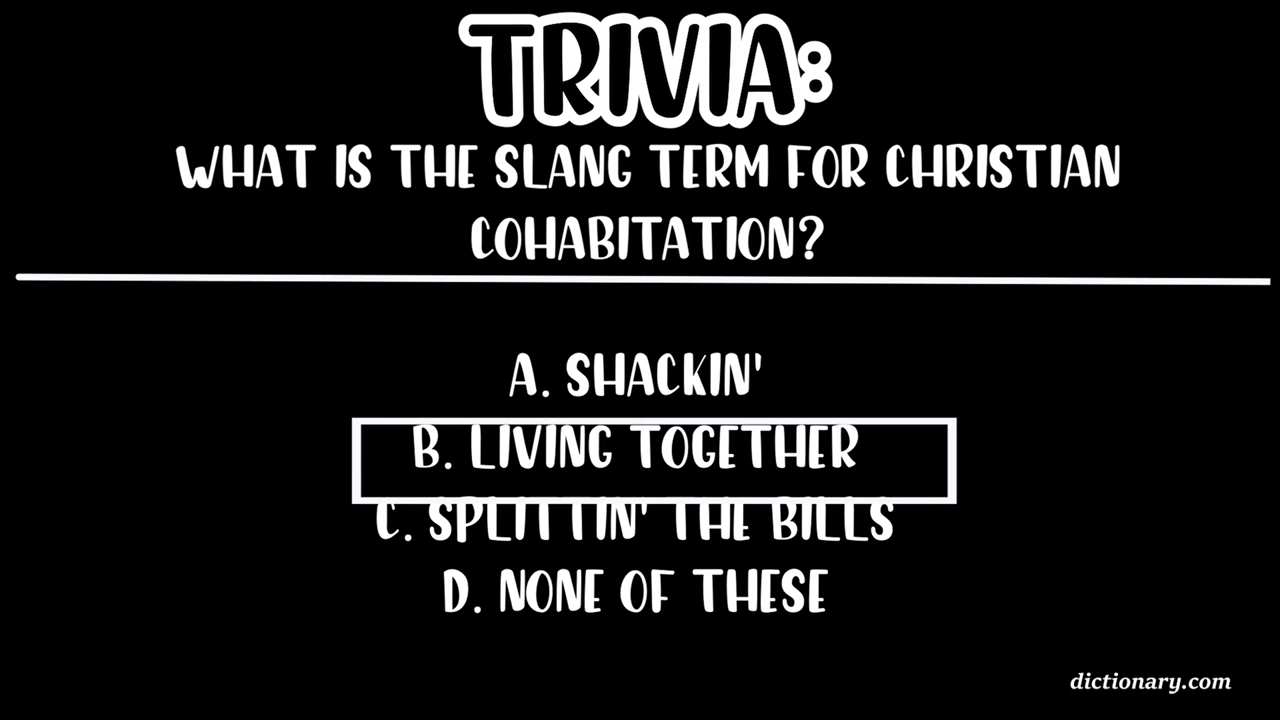 TRIVIA:
WHAT IS THE SLANG TERM FOR CHRISTIAN
COHABITATION?
A. SHACKIN'
B. LIVING TOGETHER
C. SPLITTIN' THE BILLS
D. NONE OF THESE
dictionary.com